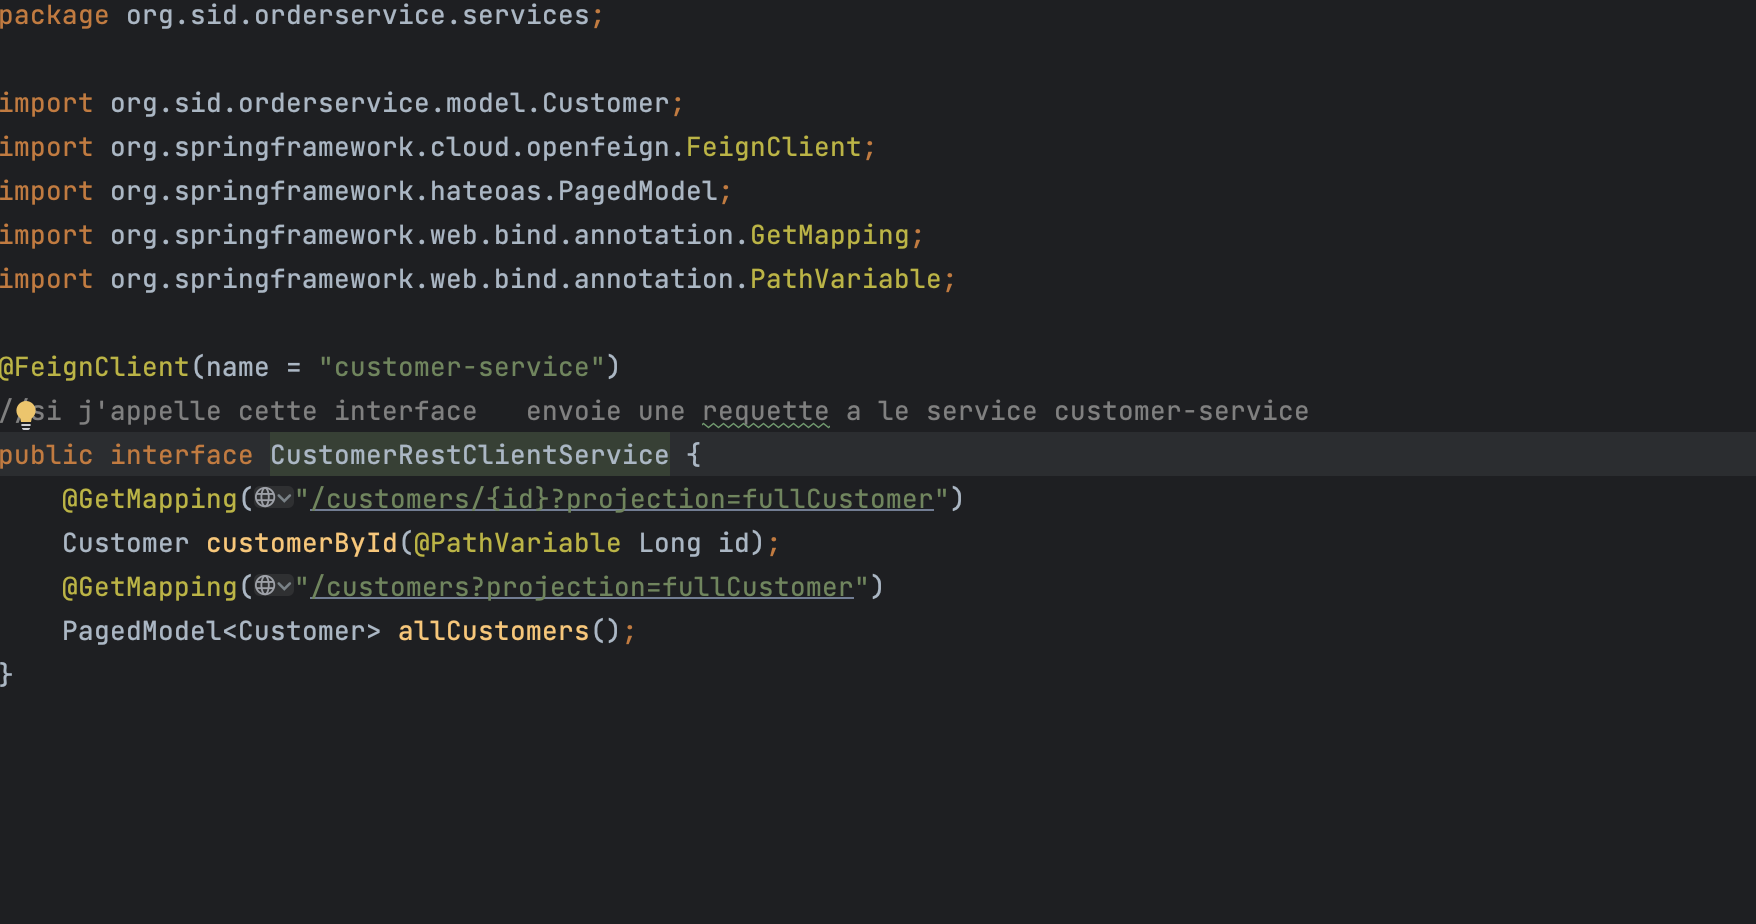 package org.sid.orderservice.services;
import org.sid.orderservice.model.Customer;
import org.springframework.cloud.openfeign.FeignClient;
import org.springframework.hateoas.PagedModel;
import org.springframework.web.bind.annotation.GetMapping;
import org.springframework.web.bind.annotation.PathVariable;
@FeignClient(name = "customer-service")
//si j'appelle cette interface   envoie une requette a le service customer-service
public interface CustomerRestClientService {
    @GetMapping("/customers/{id}?projection=fullCustomer")
    Customer customerById(@PathVariable Long id);
    @GetMapping("/customers?projection=fullCustomer")
    PagedModel<Customer> allCustomers();
}